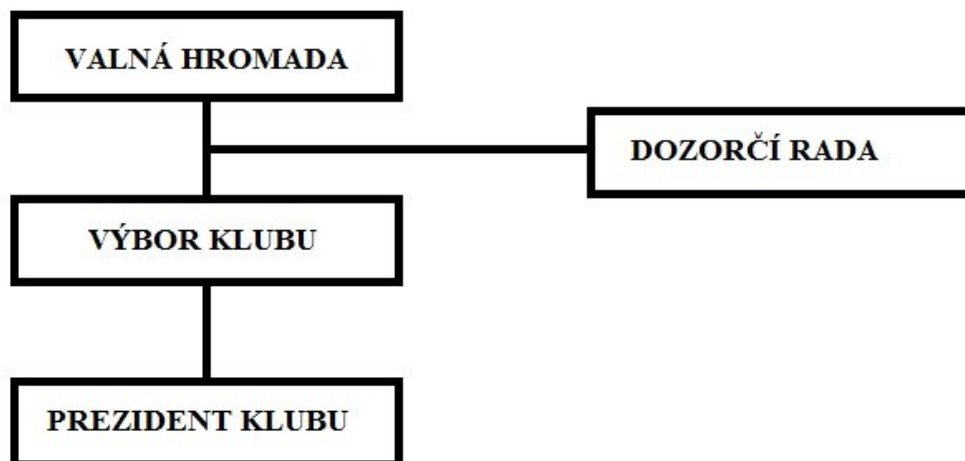 VALNÁ HROMADA
DOZORČÍ RADA
VÝBOR KLUBU
PREZIDENT KLUBU